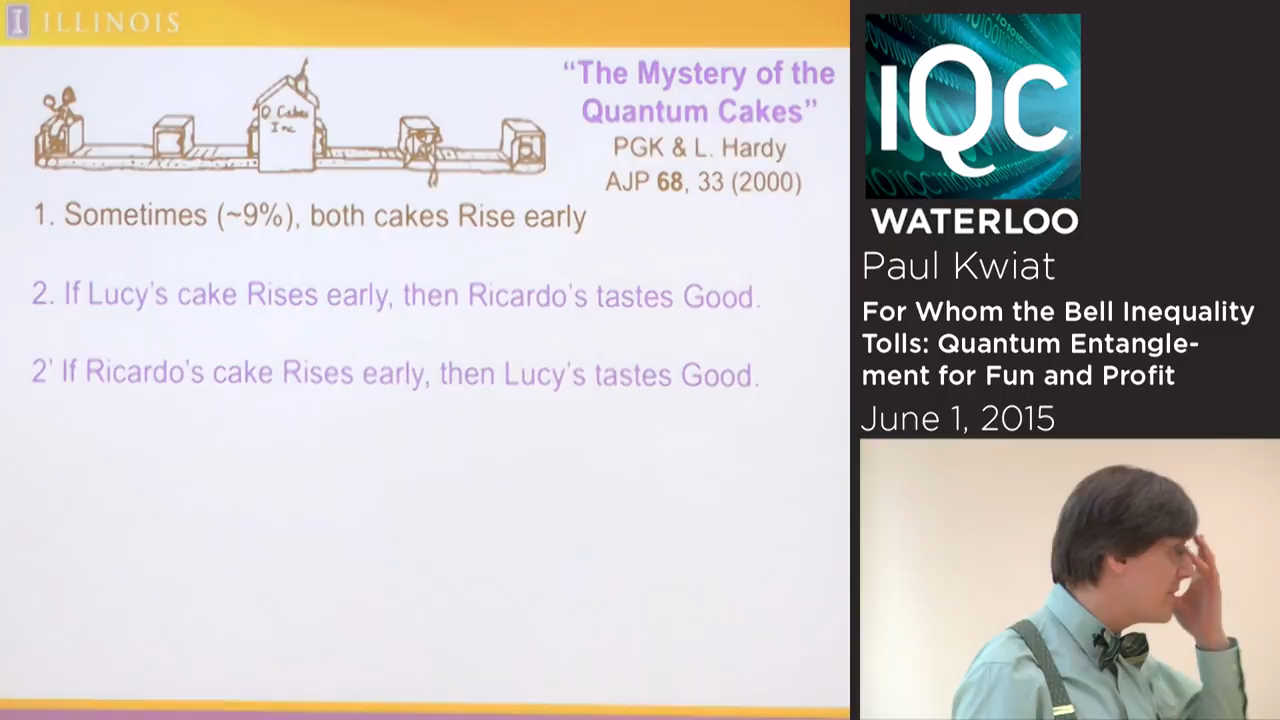 ILLINOIS
"The Mystery of the
Quantum Cakes"
PGK & L. Hardy
AJP 68, 33 (2000)
Q. Cakes
Inc.
1. Sometimes (~9%), both cakes Rise early
2. If Lucy's cake Rises early, then Ricardo's tastes Good.
2' If Ricardo's cake Rises early, then Lucy's tastes Good.
IQC
WATERLOO
Paul Kwiat
For Whom the Bell Inequality
Tolls: Quantum Entangle-
ment for Fun and Profit
June 1, 2015